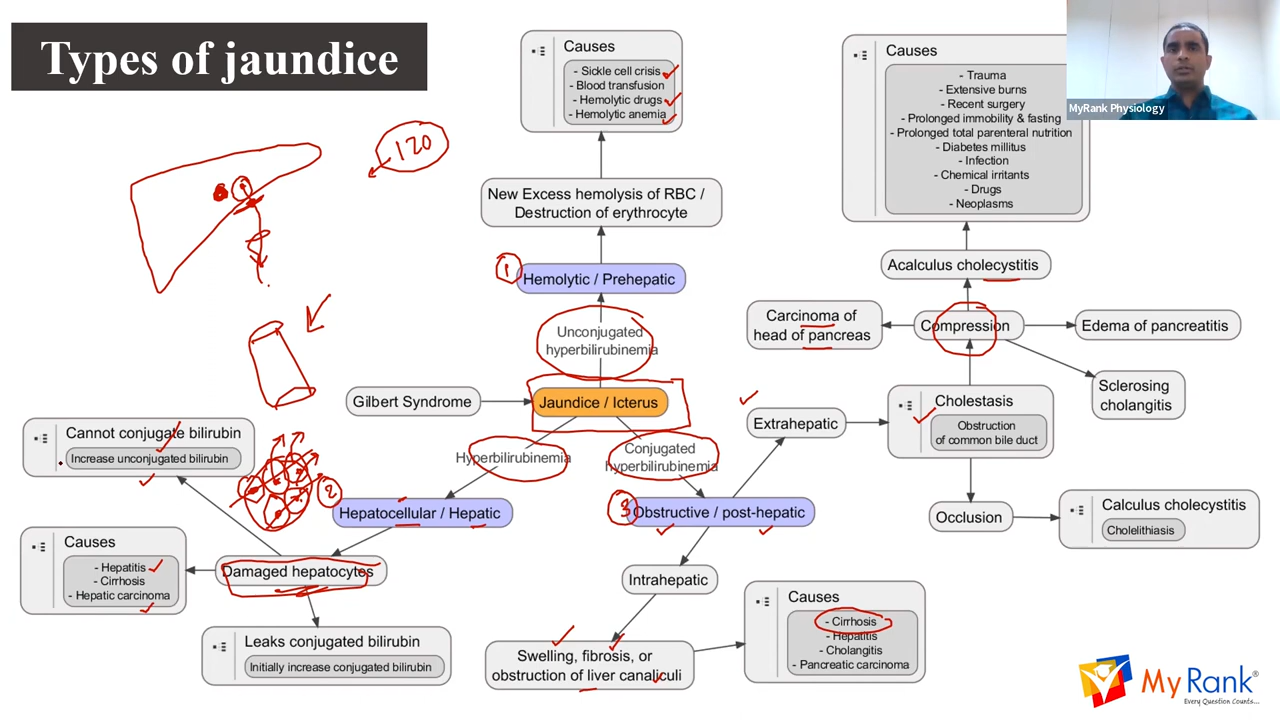 Types of jaundice
120
Causes
- Sickle cell crisis
- Blood transfusion
- Hemolytic drugs
- Hemolytic anemia
New Excess hemolysis of RBC /
Destruction of erythrocyte
1
Hemolytic / Prehepatic
Unconjugated
hyperbilirubinemia
Gilbert Syndrome
Jaundice / Icterus
Hyperbilirubinemia
Conjugated
hyperbilirubinemia
Cannot conjugate bilirubin
Increase unconjugated bilirubin
2
Hepatocellular / Hepatic
3
Obstructive / post-hepatic
Causes
- Hepatitis
- Cirrhosis
- Hepatic carcinoma
Damaged hepatocytes
Leaks conjugated bilirubin
Initially increase conjugated bilirubin
Intrahepatic
Swelling, fibrosis, or
obstruction of liver canaliculi
Causes
- Cirrhosis
- Hepatitis
- Cholangitis
- Pancreatic carcinoma
Extrahepatic
Cholestasis
Obstruction
of common bile duct
Occlusion
Calculus cholecystitis
Cholelithiasis
Compression
Carcinoma of
head of pancreas
Edema of pancreatitis
Sclerosing
cholangitis
Acalculus cholecystitis
Causes
- Trauma
- Extensive burns
- Recent surgery
- Prolonged immobility & fasting
- Prolonged total parenteral nutrition
- Diabetes millitus
- Infection
- Chemical irritants
- Drugs
- Neoplasms
MyRank Physiology
My Rank®
Every Question Counts...